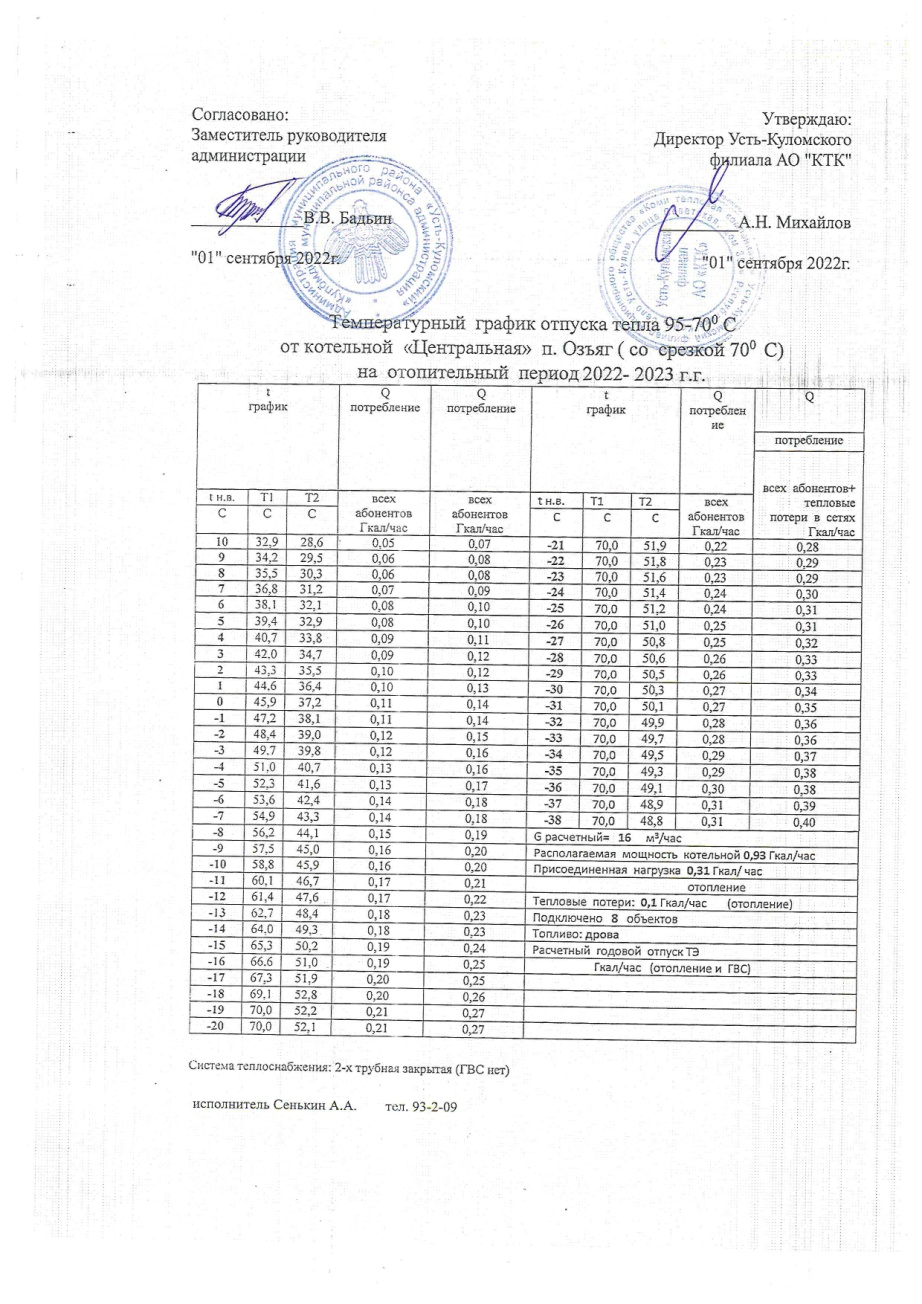 Согласовано:
Заместитель руководителя
администрации
В.В. Бадьин
"01" сентября 2022г.
Утверждаю:
Директор Усть-Куломского
филиала АО "КТК"
А.Н. Михайлов
"01" сентября 2022г.
Усть-Куломский
филиал
АО «КТК»
Температурный график отпуска тепла 95-70⁰ С
от котельной «Центральная» п. Озъяг ( со срезкой 70⁰ С)
на отопительный период 2022- 2023 г.г.
t график Q потребление Q потребление t график Q потреблен ие Q потребление
t н.в. T1 T2 всех абонентов Гкал/час всех абонентов Гкал/час t н.в. T1 T2 всех абонентов Гкал/час всех абонентов+ тепловые потери в сетях Гкал/час
С С С С С С
10 32,9 28,6 0,05 0,07 -21 70,0 51,9 0,22 0,28
9 34,2 29,5 0,06 0,08 -22 70,0 51,8 0,23 0,29
8 35,5 30,3 0,06 0,08 -23 70,0 51,6 0,23 0,29
7 36,8 31,2 0,07 0,09 -24 70,0 51,4 0,24 0,30
6 38,1 32,1 0,08 0,10 -25 70,0 51,2 0,24 0,31
5 39,4 32,9 0,08 0,10 -26 70,0 51,0 0,25 0,31
4 40,7 33,8 0,09 0,11 -27 70,0 50,8 0,25 0,32
3 42,0 34,7 0,09 0,12 -28 70,0 50,6 0,26 0,33
2 43,3 35,5 0,10 0,12 -29 70,0 50,5 0,26 0,33
1 44,6 36,4 0,10 0,13 -30 70,0 50,3 0,27 0,34
0 45,9 37,2 0,11 0,14 -31 70,0 50,1 0,27 0,35
-1 47,2 38,1 0,11 0,14 -32 70,0 49,9 0,28 0,36
-2 48,4 39,0 0,12 0,15 -33 70,0 49,7 0,28 0,36
-3 49,7 39,8 0,12 0,16 -34 70,0 49,5 0,29 0,37
-4 51,0 40,7 0,13 0,16 -35 70,0 49,3 0,29 0,38
-5 52,3 41,6 0,13 0,17 -36 70,0 49,1 0,30 0,38
-6 53,6 42,4 0,14 0,18 -37 70,0 48,9 0,31 0,39
-7 54,9 43,3 0,14 0,18 -38 70,0 48,8 0,31 0,40
-8 56,2 44,1 0,15 0,19 G расчетный= 16 м³/час
-9 57,5 45,0 0,16 0,20 Располагаемая мощность котельной 0,93 Гкал/час
-10 58,8 45,9 0,16 0,20 Присоединенная нагрузка 0,31 Гкал/ час
-11 60,1 46,7 0,17 0,21 отопление
-12 61,4 47,6 0,17 0,22 Тепловые потери: 0,1 Гкал/час (отопление)
-13 62,7 48,4 0,18 0,23 Подключено 8 объектов
-14 64,0 49,3 0,18 0,23 Топливо: дрова
-15 65,3 50,2 0,19 0,24 Расчетный годовой отпуск ТЭ
-16 66,6 51,0 0,19 0,25 Гкал/час (отопление и ГВС)
-17 67,3 51,9 0,20 0,25
-18 69,1 52,8 0,20 0,26
-19 70,0 52,2 0,21 0,27
-20 70,0 52,1 0,21 0,27
Система теплоснабжения: 2-х трубная закрытая (ГВС нет)
исполнитель Сенькин А.А. тел. 93-2-09